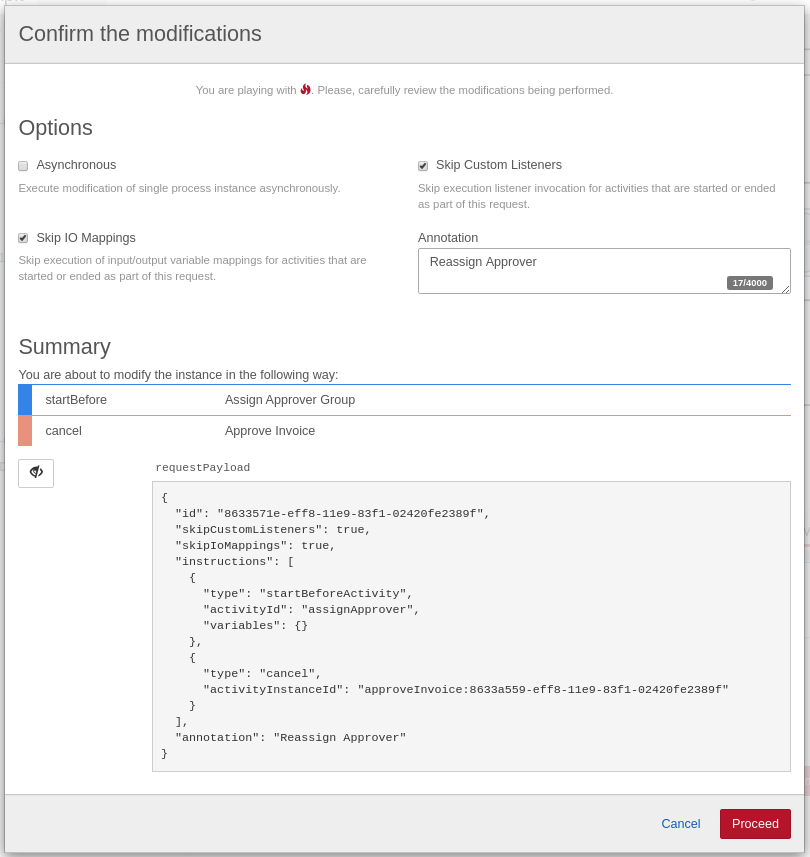 Confirm the modifications
You are playing with . Please, carefully review the modifications being performed.
Options
Asynchronous
Execute modification of single process instance asynchronously.
Skip Custom Listeners
Skip execution listener invocation for activities that are started or ended
as part of this request.
Skip IO Mappings
Skip execution of input/output variable mappings for activities that are
started or ended as part of this request.
Annotation
Reassign Approver
17/4000
Summary
You are about to modify the instance in the following way:
startBefore Assign Approver Group
cancel Approve Invoice
requestPayload
{
  "id": "8633571e-eff8-11e9-83f1-02420fe2389f",
  "skipCustomListeners": true,
  "skipIoMappings": true,
  "instructions": [
    {
      "type": "startBeforeActivity",
      "activityId": "assignApprover",
      "variables": {}
    },
    {
      "type": "cancel",
      "activityInstanceId": "approveInvoice:8633a559-eff8-11e9-83f1-02420fe2389f"
    }
  ],
  "annotation": "Reassign Approver"
}
Cancel Proceed